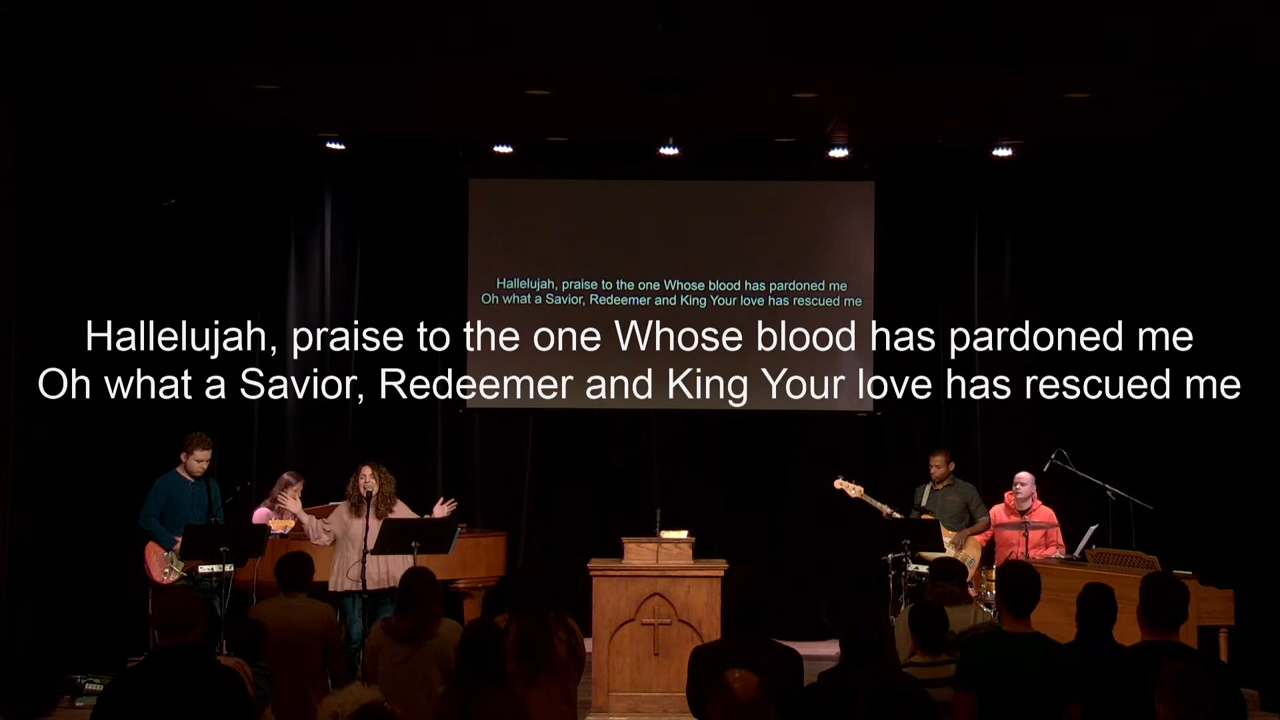 Hallelujah, praise to the one Whose blood has pardoned me
Oh what a Savior, Redeemer and King Your love has rescued me
Hallelujah, praise to the one Whose blood has pardoned me
Oh what a Savior, Redeemer and King Your love has rescued me